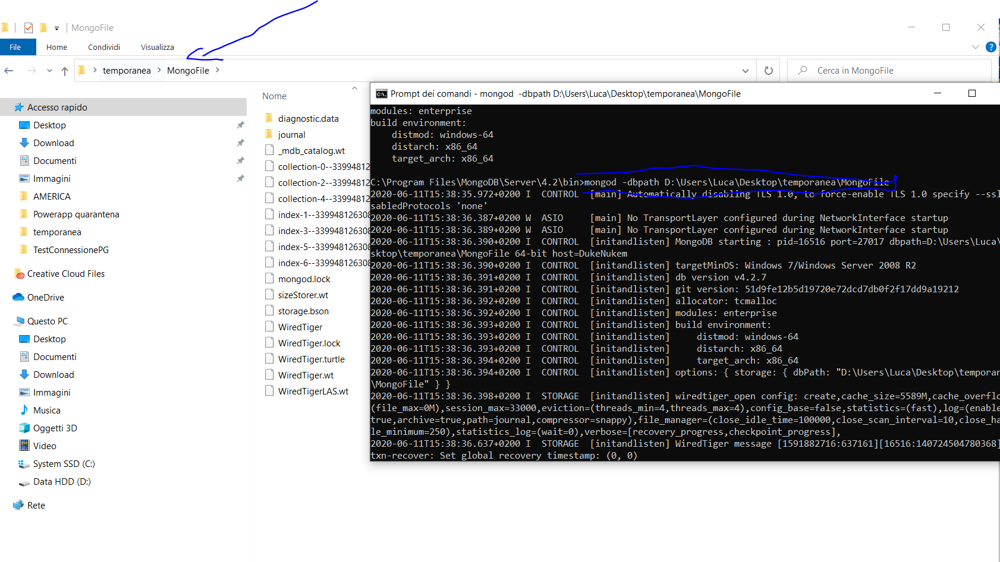 MongoFile
File Home Condividi Visualizza
temporanea MongoFile
Cerca in MongoFile
Accesso rapido
Desktop
Download
Documenti
Immagini
AMERICA
Powerapp quarantena
temporanea
TestConnessionePG
Creative Cloud Files
OneDrive
Questo PC
Desktop
Documenti
Download
Immagini
Musica
Oggetti 3D
Video
System SSD (C:)
Data HDD (D:)
Rete
Nome
diagnostic.data
journal
_mdb_catalog.wt
collection-0--33994812
collection-2--33994812
collection-4--33994812
index-1--339948126308
index-3--339948126308
index-5--339948126308
index-6--339948126308
mongod.lock
sizeStorer.wt
storage.bson
WiredTiger
WiredTiger.lock
WiredTiger.turtle
WiredTiger.wt
WiredTigerLAS.wt
Prompt dei comandi - mongod  -dbpath D:\Users\Luca\Desktop\temporanea\MongoFile
modules: enterprise
build environment:
    distmod: windows-64
    distarch: x86_64
    target_arch: x86_64
C:\Program Files\MongoDB\Server\4.2\bin>mongod -dbpath D:\Users\Luca\Desktop\temporanea\MongoFile
2020-06-11T15:38:35.972+0200 I  CONTROL  [main] Automatically disabling TLS 1.0, to force-enable TLS 1.0 specify --ssl
sabledProtocols 'none'
2020-06-11T15:38:36.387+0200 W  ASIO     [main] No TransportLayer configured during NetworkInterface startup
2020-06-11T15:38:36.389+0200 W  ASIO     [main] No TransportLayer configured during NetworkInterface startup
2020-06-11T15:38:36.390+0200 I  CONTROL  [initandlisten] MongoDB starting : pid=16516 port=27017 dbpath=D:\Users\Luca\
sktop\temporanea\MongoFile 64-bit host=DukeNukem
2020-06-11T15:38:36.390+0200 I  CONTROL  [initandlisten] targetMinOS: Windows 7/Windows Server 2008 R2
2020-06-11T15:38:36.391+0200 I  CONTROL  [initandlisten] db version v4.2.7
2020-06-11T15:38:36.391+0200 I  CONTROL  [initandlisten] git version: 51d9fe12b5d19720e72dcd7db0f2f17dd9a19212
2020-06-11T15:38:36.392+0200 I  CONTROL  [initandlisten] allocator: tcmalloc
2020-06-11T15:38:36.392+0200 I  CONTROL  [initandlisten] modules: enterprise
2020-06-11T15:38:36.393+0200 I  CONTROL  [initandlisten] build environment:
2020-06-11T15:38:36.393+0200 I  CONTROL  [initandlisten]     distmod: windows-64
2020-06-11T15:38:36.393+0200 I  CONTROL  [initandlisten]     distarch: x86_64
2020-06-11T15:38:36.394+0200 I  CONTROL  [initandlisten]     target_arch: x86_64
2020-06-11T15:38:36.394+0200 I  CONTROL  [initandlisten] options: { storage: { dbPath: "D:\Users\Luca\Desktop\temporan
\MongoFile" } }
2020-06-11T15:38:36.398+0200 I  STORAGE  [initandlisten] wiredtiger_open config: create,cache_size=5589M,cache_overflo
(file_max=0M),session_max=33000,eviction=(threads_min=4,threads_max=4),config_base=false,statistics=(fast),log=(enable
true,archive=true,path=journal,compressor=snappy),file_manager=(close_idle_time=100000,close_scan_interval=10,close_ha
le_minimum=250),statistics_log=(wait=0),verbose=[recovery_progress,checkpoint_progress],
2020-06-11T15:38:36.637+0200 I  STORAGE  [initandlisten] WiredTiger message [1591882716:637161][16516:140724504780368]
txn-recover: Set global recovery timestamp: (0, 0)